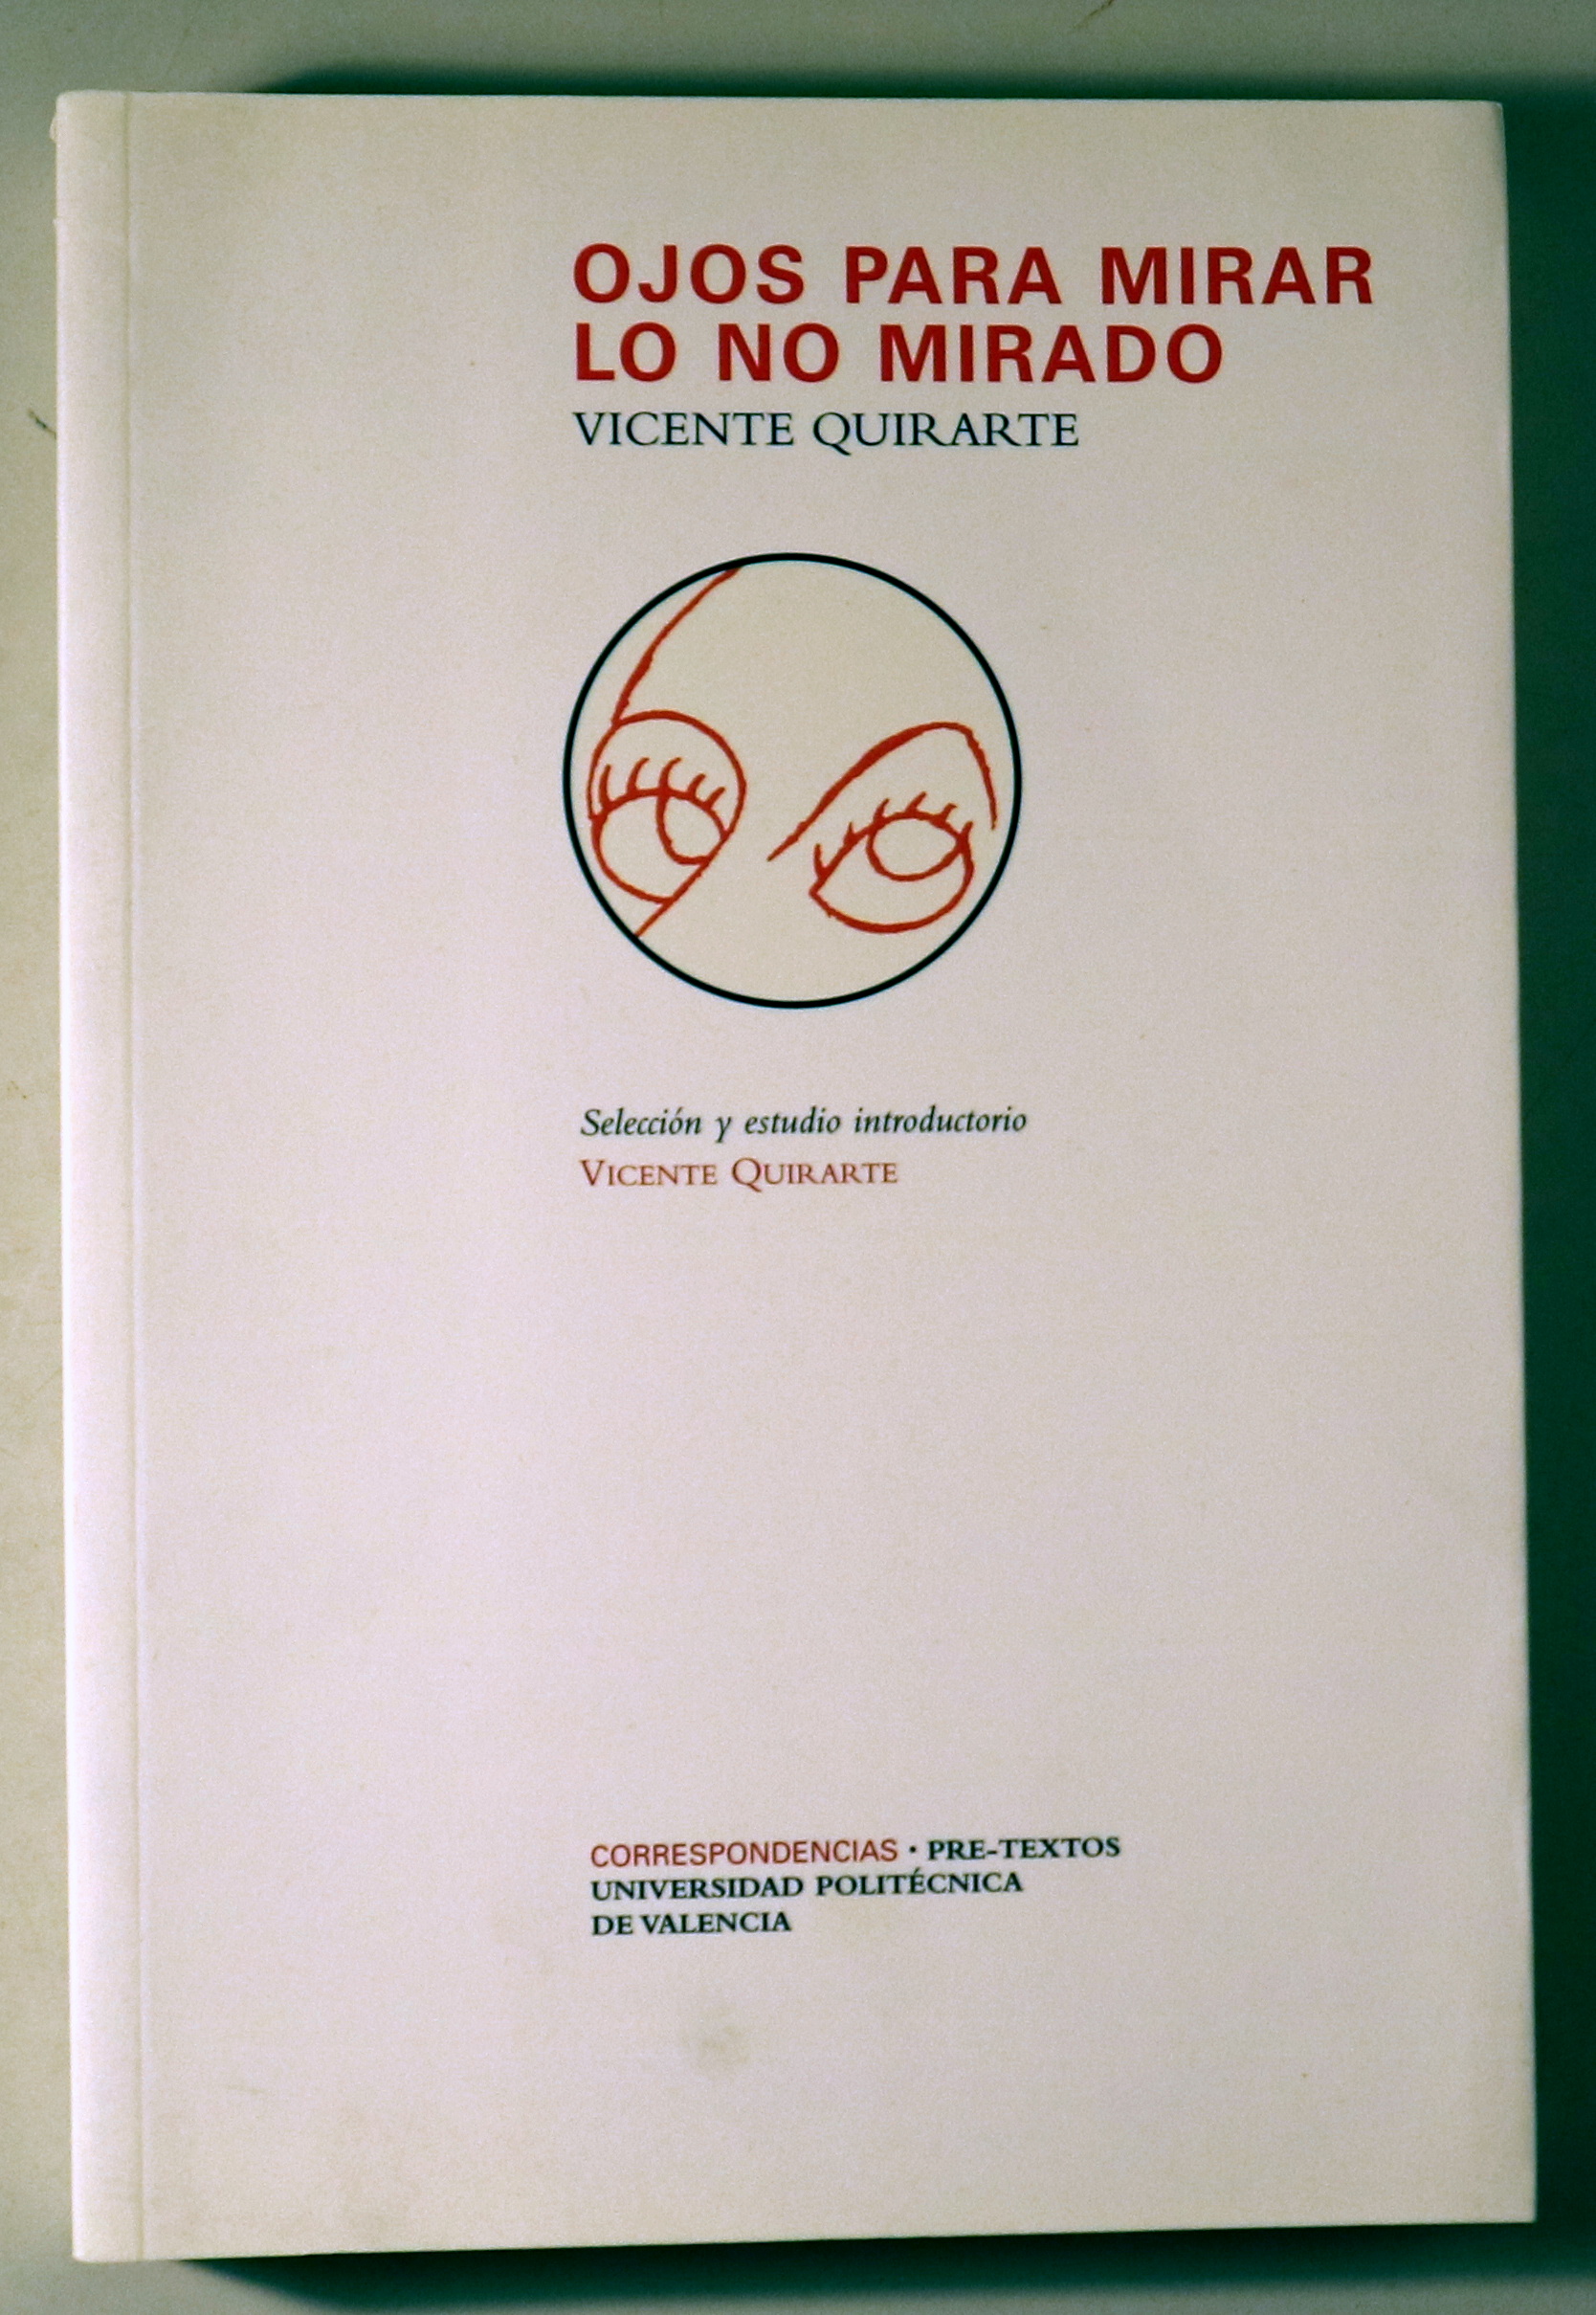 OJOS PARA MIRAR
LO NO MIRADO
VICENTE QUIRARTE
Selección y estudio introductorio
VICENTE QUIRARTE
CORRESPONDENCIAS · PRE-TEXTOS
UNIVERSIDAD POLITÉCNICA
DE VALENCIA